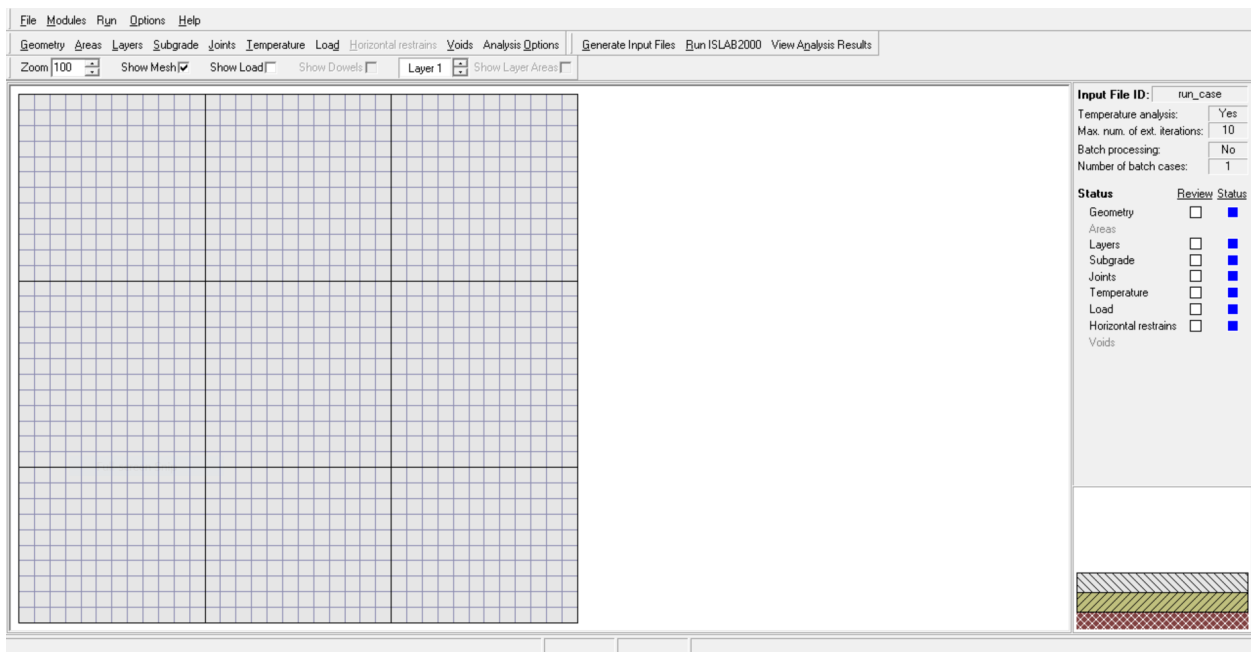 File Modules Run Options Help
Geometry Areas Layers Subgrade Joints Temperature Load Horizontal restrains Voids Analysis Options Generate Input Files Run ISLAB2000 View Analysis Results
Zoom 100 Show Mesh Show Load Show Dowels Layer 1 Show Layer Areas
Input File ID: run_case
Temperature analysis: Yes
Max. num. of ext. iterations: 10
Batch processing: No
Number of batch cases: 1
Status Review Status
Geometry
Areas
Layers
Subgrade
Joints
Temperature
Load
Horizontal restrains
Voids